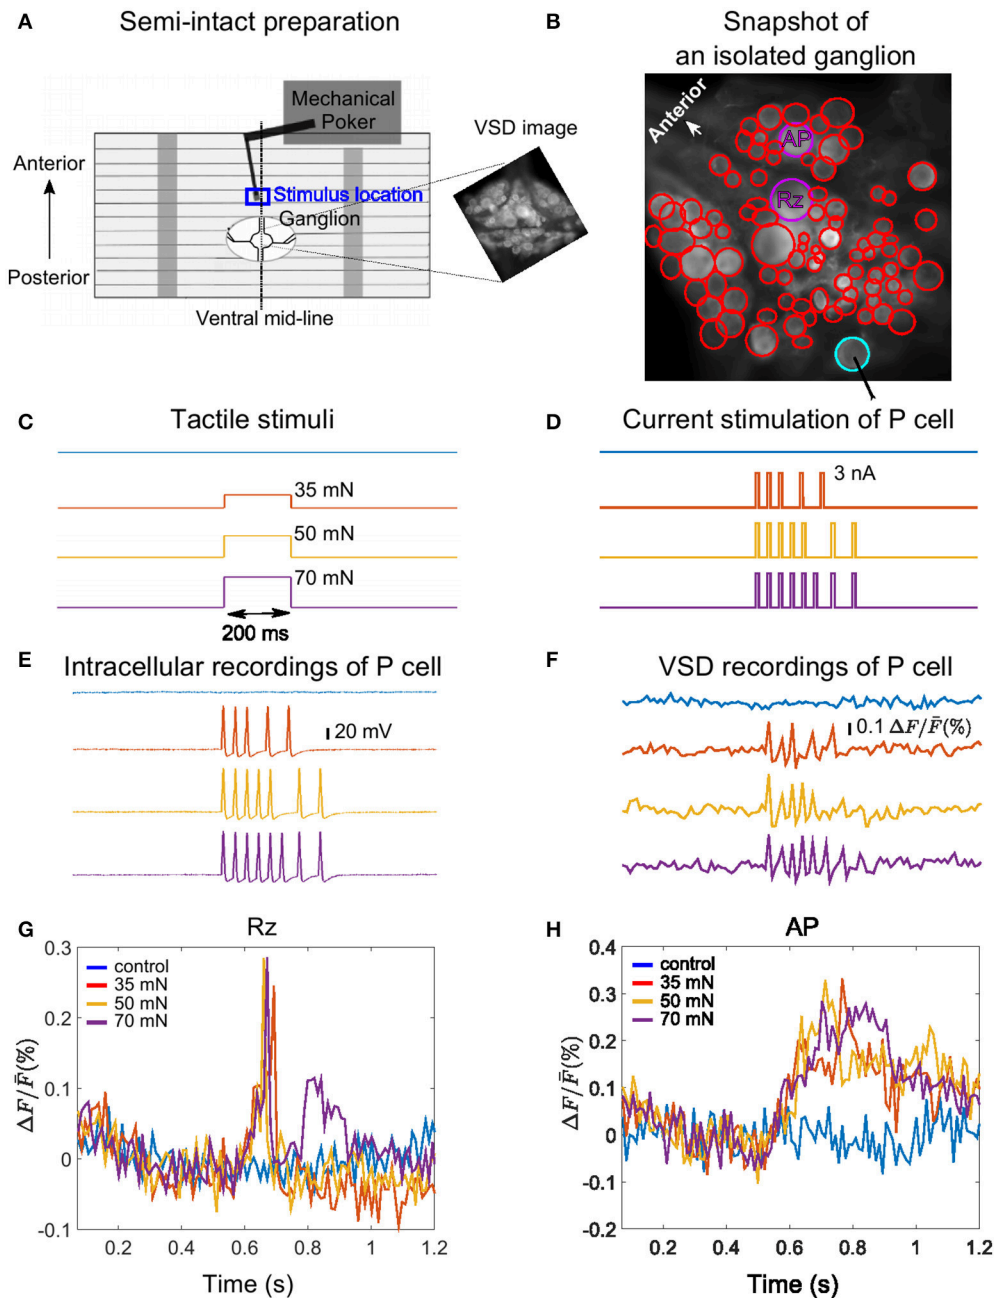 A
Semi-intact preparation
Mechanical
Poker
VSD image
Anterior
Stimulus location
Ganglion
Posterior
Ventral mid-line
B
Snapshot of
an isolated ganglion
Anterior
AP
Rz
C
Tactile stimuli
35 mN
50 mN
70 mN
200 ms
D
Current stimulation of P cell
3 nA
E
Intracellular recordings of P cell
20 mV
F
VSD recordings of P cell
0.1 ΔF/F̄(%)
G
Rz
0.3
0.2
0.1
0
-0.1
ΔF/F̄(%)
control
35 mN
50 mN
70 mN
0.2
0.4
0.6
0.8
1
1.2
Time (s)
H
AP
0.4
0.3
0.2
0.1
0
-0.1
-0.2
ΔF/F̄(%)
control
35 mN
50 mN
70 mN
0.2
0.4
0.6
0.8
1
1.2
Time (s)